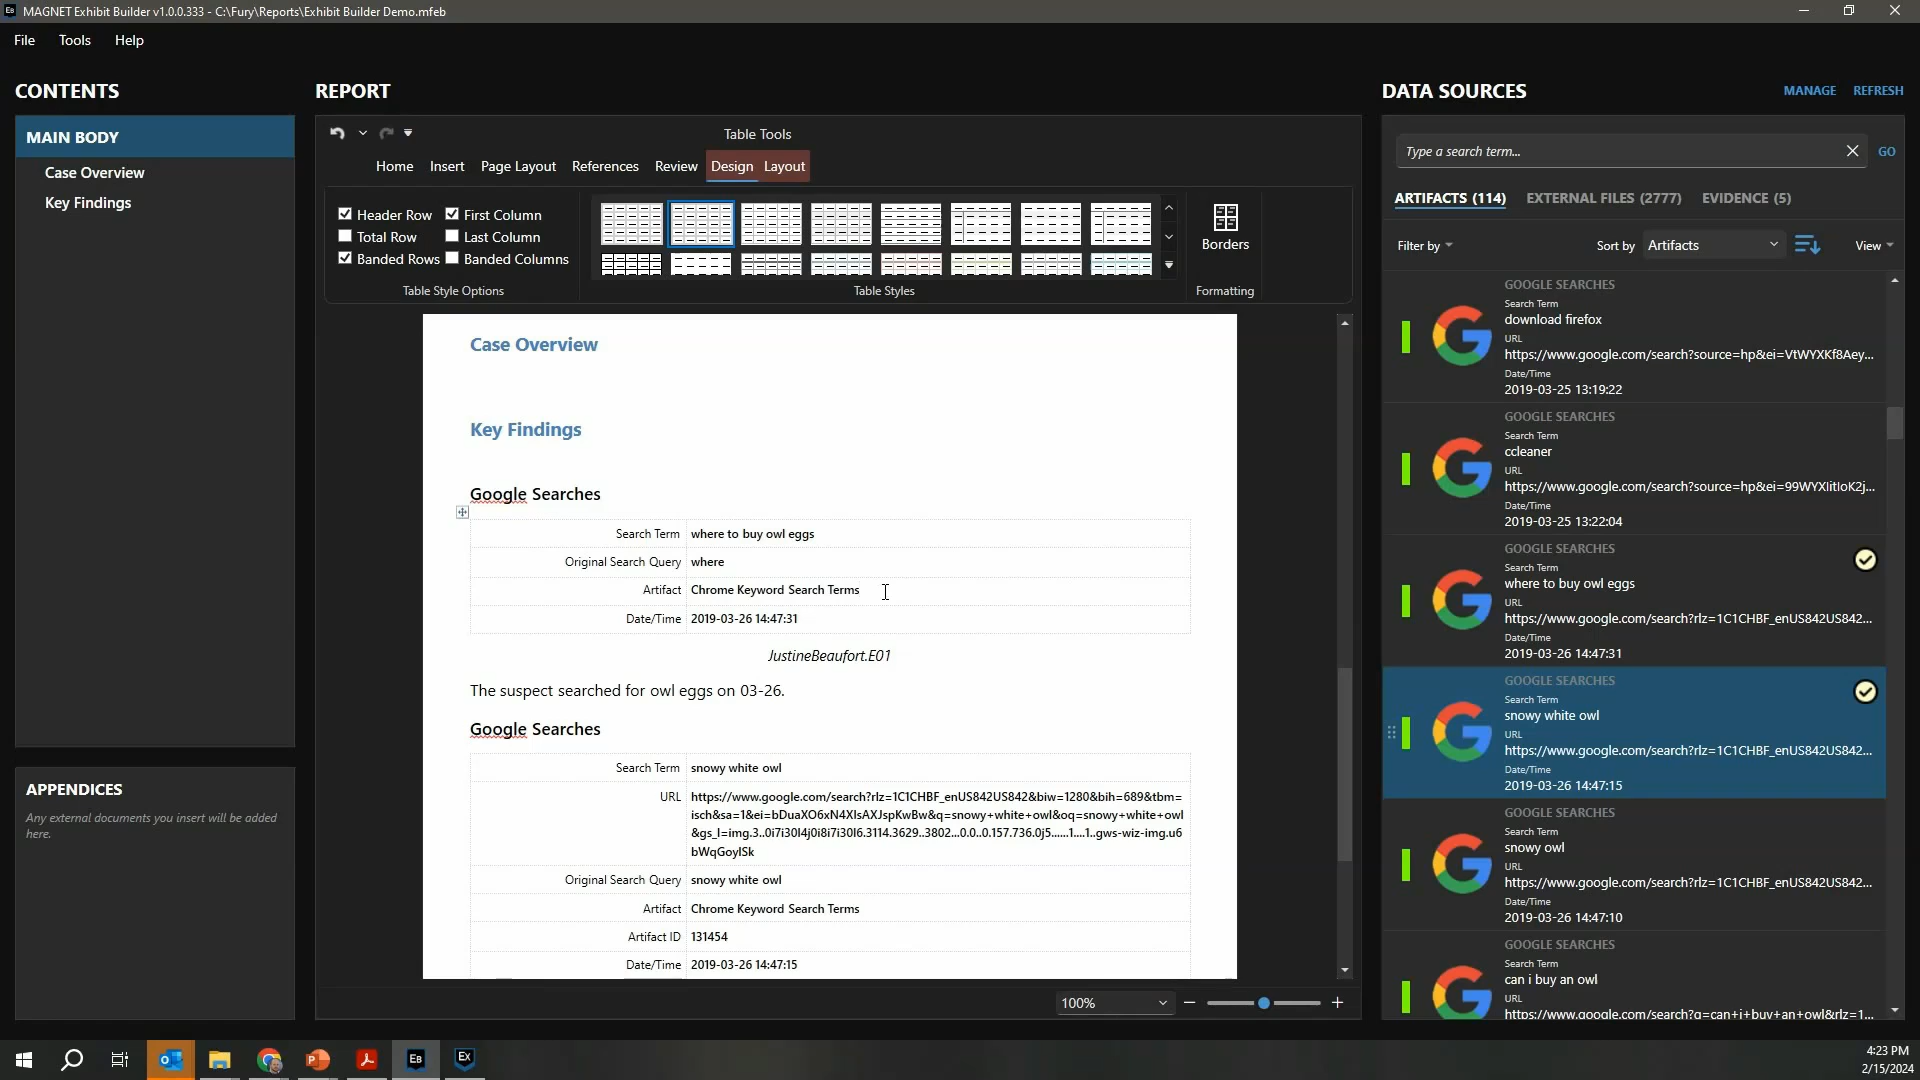 MAGNET Exhibit Builder v1.0.0.333 - C:\Fury\Reports\Exhibit Builder Demo.mfeb
File Tools Help
CONTENTS
MAIN BODY
Case Overview
Key Findings
APPENDICES
Any external documents you insert will be added
here.
REPORT
Table Tools
Home Insert Page Layout References Review Design Layout
Header Row First Column
Total Row Last Column
Banded Rows Banded Columns
Table Style Options
Table Styles
Borders
Formatting
Case Overview
Key Findings
Google Searches
Search Term where to buy owl eggs
Original Search Query where
Artifact Chrome Keyword Search Terms
Date/Time 2019-03-26 14:47:31
JustineBeaufort.E01
The suspect searched for owl eggs on 03-26.
Google Searches
Search Term snowy white owl
URL https://www.google.com/search?rlz=1C1CHBF_enUS842US842&biw=1280&bih=689&tbm=
isch&sa=1&ei=bDuaXO6xN4XIsAXJspKwBw&q=snowy+white+owl&oq=snowy+white+owl
&gs_l=img.3..0i7i30l4j0i8i7i30l6.3114.3629..3802...0.0..0.157.736.0j5......1....1..gws-wiz-img.u6
bWqGoylSk
Original Search Query snowy white owl
Artifact Chrome Keyword Search Terms
Artifact ID 131454
Date/Time 2019-03-26 14:47:15
100%
DATA SOURCES
MANAGE REFRESH
Type a search term...
GO
ARTIFACTS (114) EXTERNAL FILES (2777) EVIDENCE (5)
Filter by Sort by Artifacts View
GOOGLE SEARCHES
Search Term
download firefox
URL
https://www.google.com/search?source=hp&ei=VtWYXKf8Aey...
Date/Time
2019-03-25 13:19:22
GOOGLE SEARCHES
Search Term
ccleaner
URL
https://www.google.com/search?source=hp&ei=99WYXIitIoK2j...
Date/Time
2019-03-25 13:22:04
GOOGLE SEARCHES
Search Term
where to buy owl eggs
URL
https://www.google.com/search?rlz=1C1CHBF_enUS842US842...
Date/Time
2019-03-26 14:47:31
GOOGLE SEARCHES
Search Term
snowy white owl
URL
https://www.google.com/search?rlz=1C1CHBF_enUS842US842...
Date/Time
2019-03-26 14:47:15
GOOGLE SEARCHES
Search Term
snowy owl
URL
https://www.google.com/search?rlz=1C1CHBF_enUS842US842...
Date/Time
2019-03-26 14:47:10
GOOGLE SEARCHES
Search Term
can i buy an owl
URL
https://www.google.com/search?q=can+i+buy+an+owl&rlz=1...
EB
EX
4:23 PM
2/15/2024